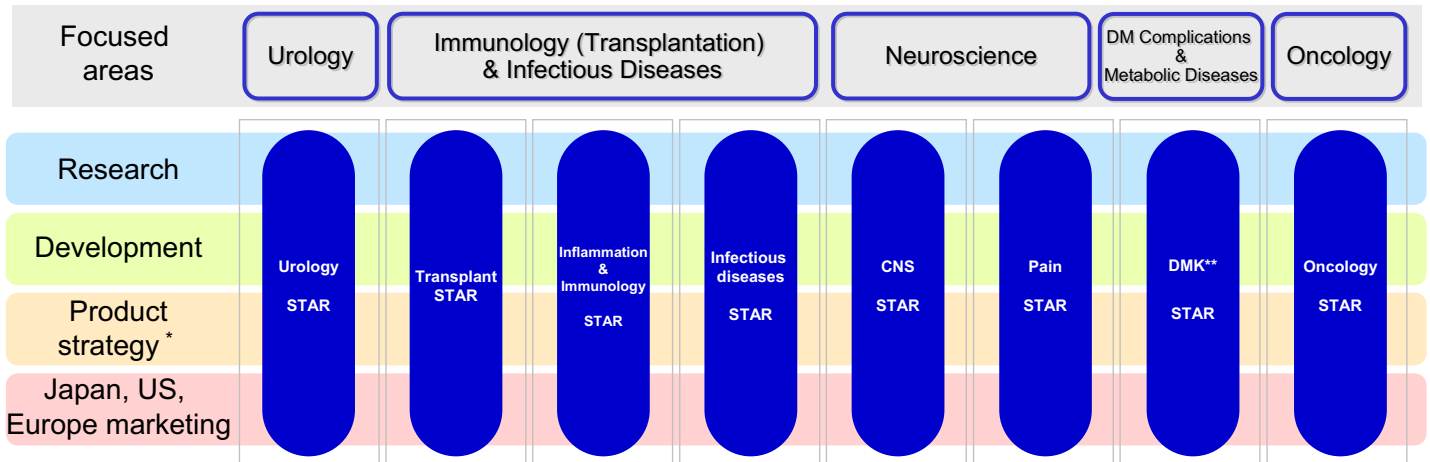 Focused
areas
Urology
Immunology (Transplantation)
& Infectious Diseases
Neuroscience
DM Complications
&
Metabolic Diseases
Oncology
Research
Development
Product
strategy *
Japan, US,
Europe marketing
Urology
STAR
Transplant
STAR
Inflammation
&
Immunology
STAR
Infectious
diseases
STAR
CNS
STAR
Pain
STAR
DMK**
STAR
Oncology
STAR